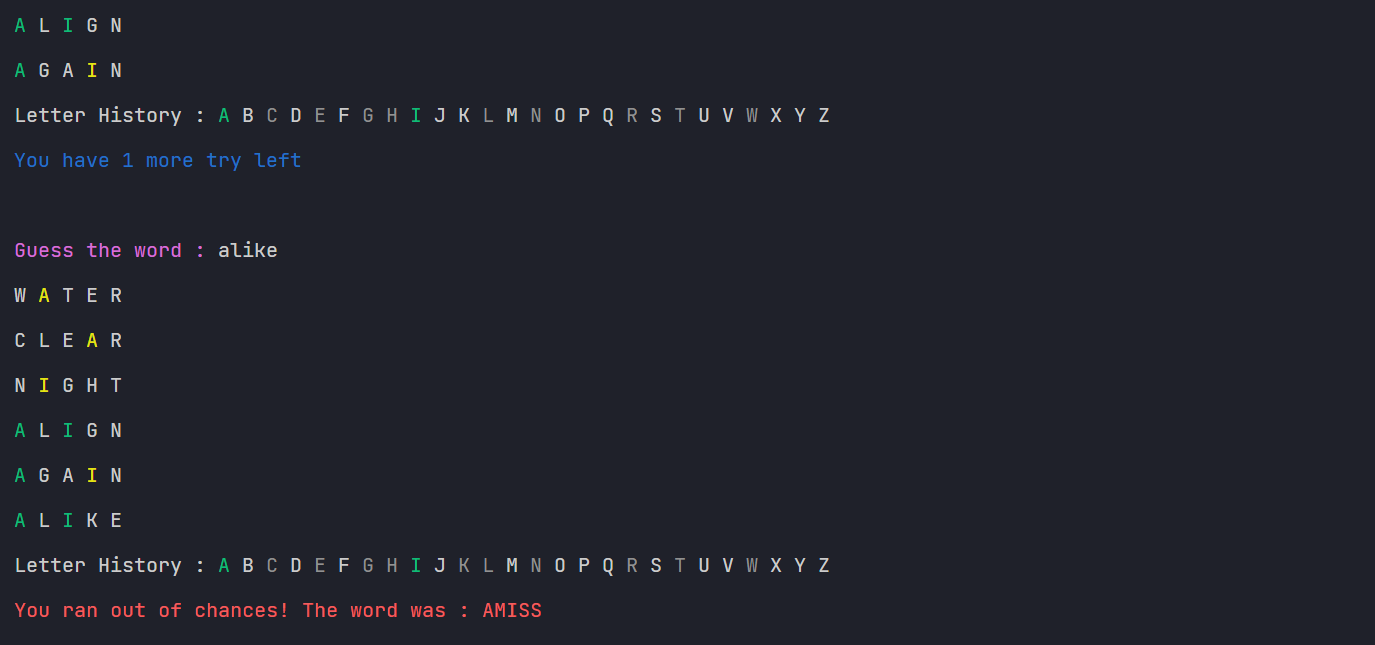 A L I G N
A G A I N
Letter History : A B C D E F G H I J K L M N O P Q R S T U V W X Y Z
You have 1 more try left
Guess the word : alike
W A T E R
C L E A R
N I G H T
A L I G N
A G A I N
A L I K E
Letter History : A B C D E F G H I J K L M N O P Q R S T U V W X Y Z
You ran out of chances! The word was : AMISS